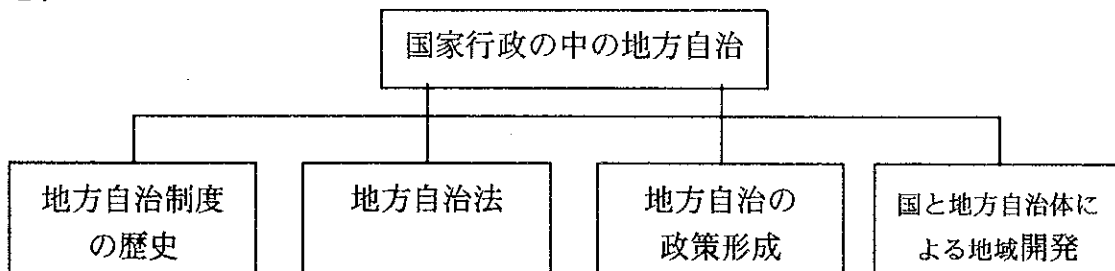 国家行政の中の地方自治
地方自治制度
の歴史
地方自治法
地方自治の
政策形成
国と地方自治体に
よる地域開発